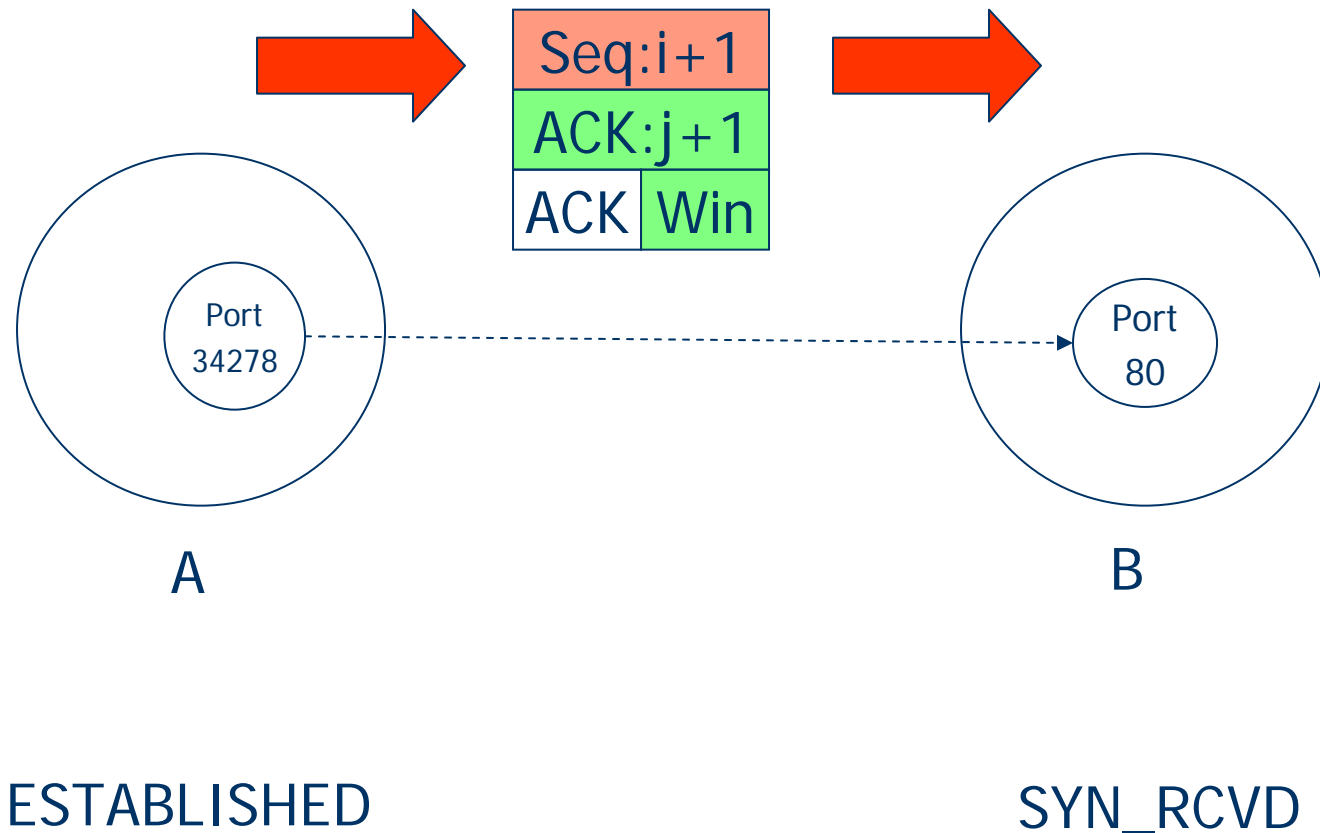 Seq:i+1
ACK:j+1
ACK Win
Port
34278
Port
80
A
B
ESTABLISHED
SYN_RCVD